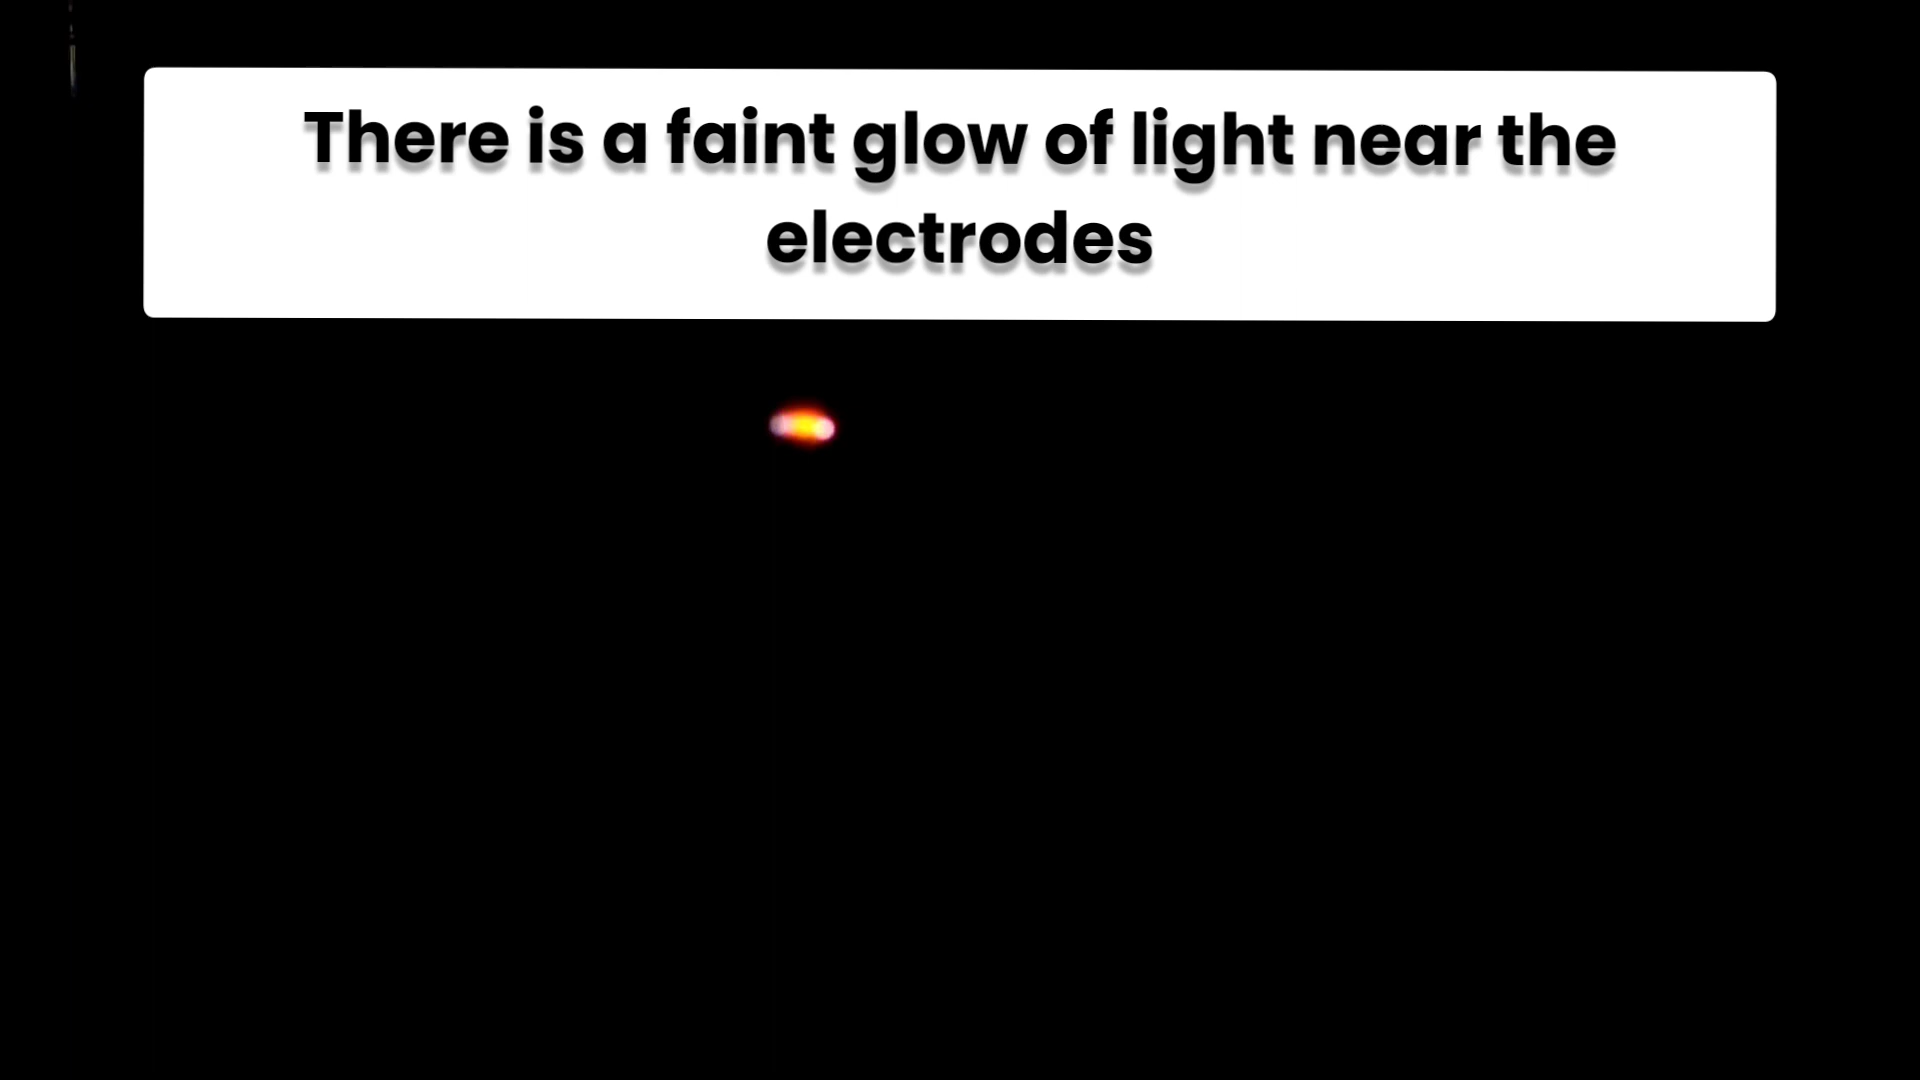 There is a faint glow of light near the
electrodes